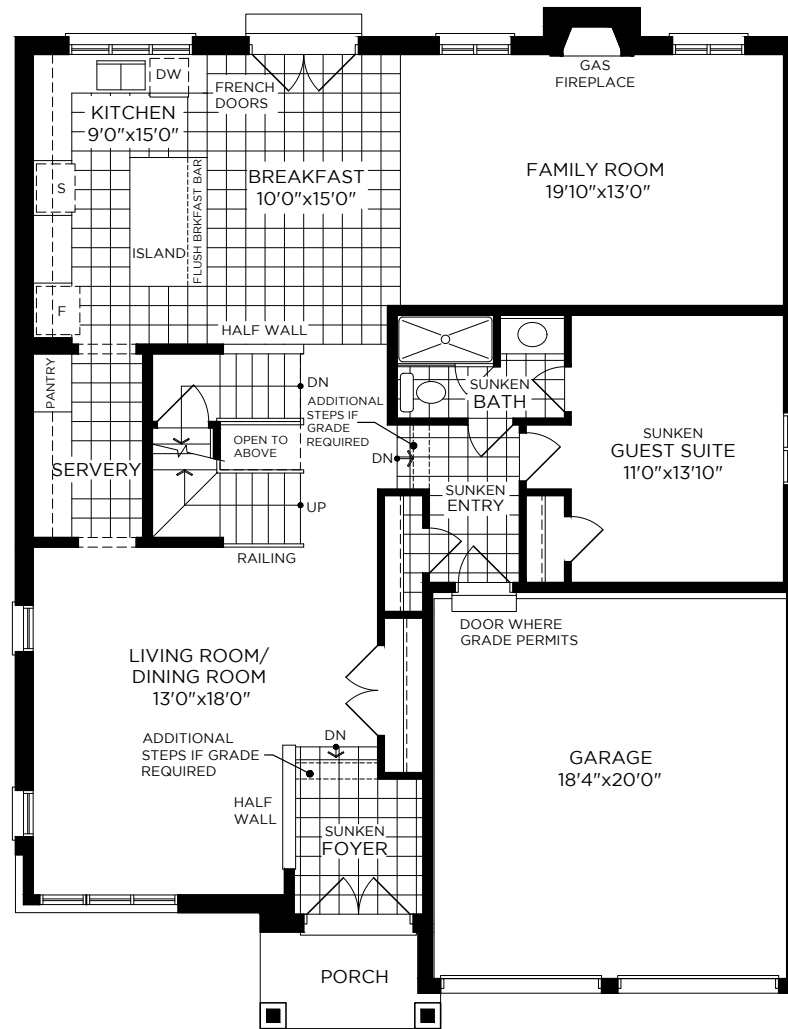 GAS
FIREPLACE
DW
FRENCH
DOORS
KITCHEN
9'0"x15'0"
BREAKFAST
10'0"x15'0"
FAMILY ROOM
19'10"x13'0"
S
FLUSH BRKFAST BAR
ISLAND
F
HALF WALL
PANTRY
DN
ADDITIONAL
STEPS IF
GRADE
REQUIRED
SUNKEN
BATH
OPEN TO
ABOVE
DN
SUNKEN
GUEST SUITE
11'0"x13'10"
SERVERY
SUNKEN
ENTRY
UP
RAILING
DOOR WHERE
GRADE PERMITS
LIVING ROOM/
DINING ROOM
13'0"x18'0"
DN
ADDITIONAL
STEPS IF GRADE
REQUIRED
GARAGE
18'4"x20'0"
HALF
WALL
SUNKEN
FOYER
PORCH